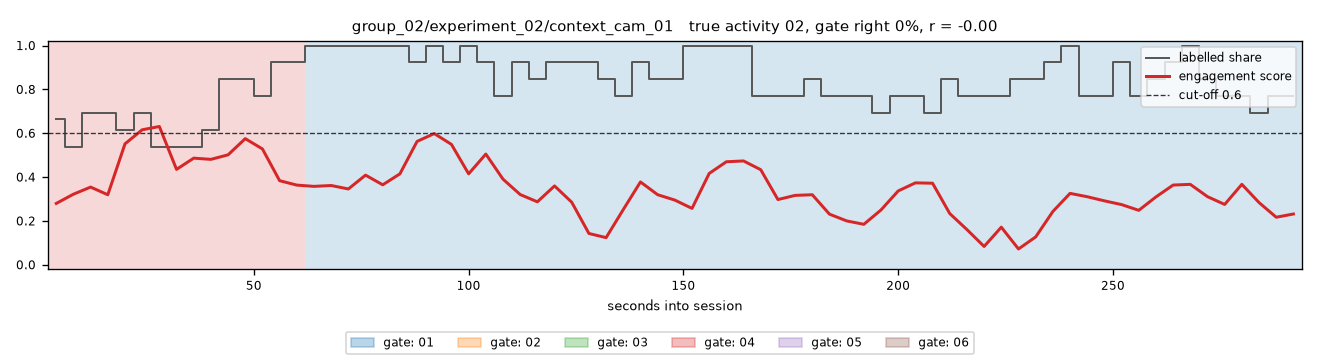 group_02/experiment_02/context_cam_01   true activity 02, gate right 0%, r = -0.00
1.0
0.8
0.6
0.4
0.2
0.0
labelled share
engagement score
cut-off 0.6
50
100
150
200
250
seconds into session
gate: 01
gate: 02
gate: 03
gate: 04
gate: 05
gate: 06